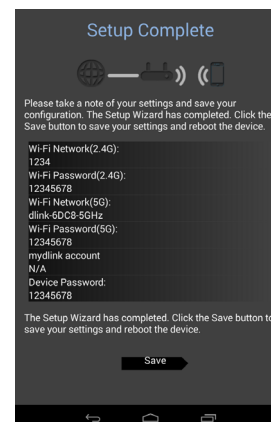 Setup Complete
Please take a note of your settings and save your
configuration. The Setup Wizard has completed. Click the
Save button to save your settings and reboot the device.
Wi-Fi Network(2.4G):
1234
Wi-Fi Password(2.4G):
12345678
Wi-Fi Network(5G):
dlink-6DC8-5GHz
Wi-Fi Password(5G):
12345678
mydlink account
N/A
Device Password:
12345678
The Setup Wizard has completed. Click the Save button to
save your settings and reboot the device.
Save